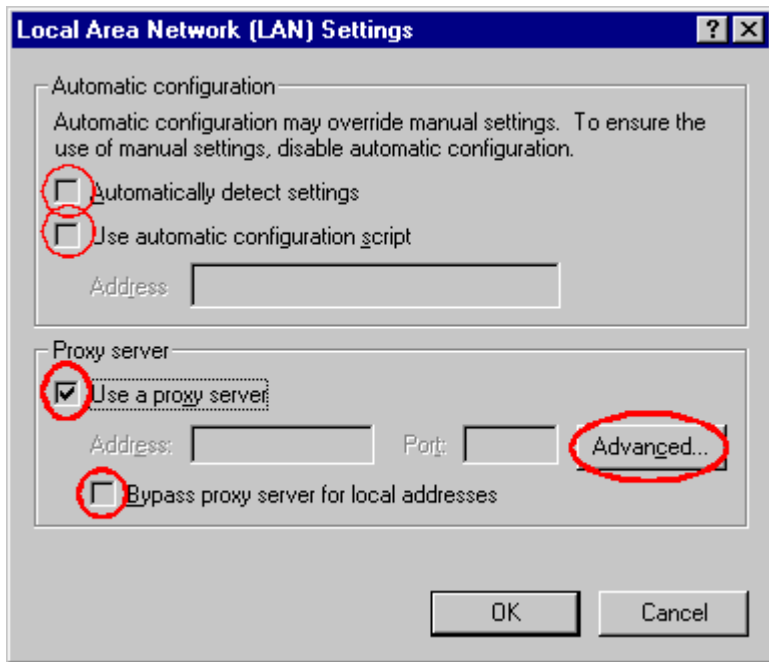 Local Area Network (LAN) Settings
Automatic configuration
Automatic configuration may override manual settings. To ensure the
use of manual settings, disable automatic configuration.
Automatically detect settings
Use automatic configuration script
Address
Proxy server
Use a proxy server
Address: Port: Advanced...
Bypass proxy server for local addresses
OK Cancel